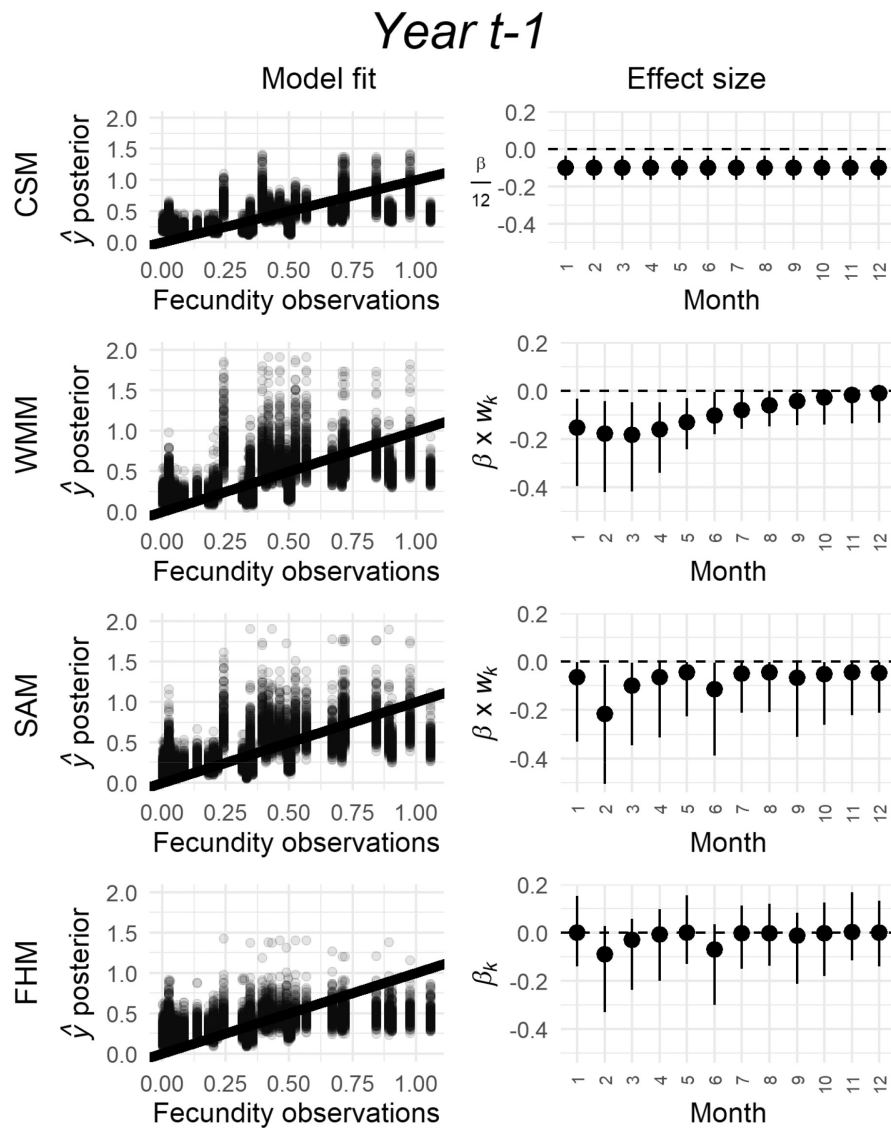 Year t-1
Model fit Effect size
CSM
ŷ posterior
2.0
1.5
1.0
0.5
0.0
0.00 0.25 0.50 0.75 1.00
Fecundity observations
β
12
0.2
0.0
-0.2
-0.4
1 2 3 4 5 6 7 8 9 10 11 12
Month
WMM
ŷ posterior
2.0
1.5
1.0
0.5
0.0
0.00 0.25 0.50 0.75 1.00
Fecundity observations
β x wₖ
0.2
0.0
-0.2
-0.4
1 2 3 4 5 6 7 8 9 10 11 12
Month
SAM
ŷ posterior
2.0
1.5
1.0
0.5
0.0
0.00 0.25 0.50 0.75 1.00
Fecundity observations
β x wₖ
0.2
0.0
-0.2
-0.4
1 2 3 4 5 6 7 8 9 10 11 12
Month
FHM
ŷ posterior
2.0
1.5
1.0
0.5
0.0
0.00 0.25 0.50 0.75 1.00
Fecundity observations
βₖ
0.2
0.0
-0.2
-0.4
1 2 3 4 5 6 7 8 9 10 11 12
Month